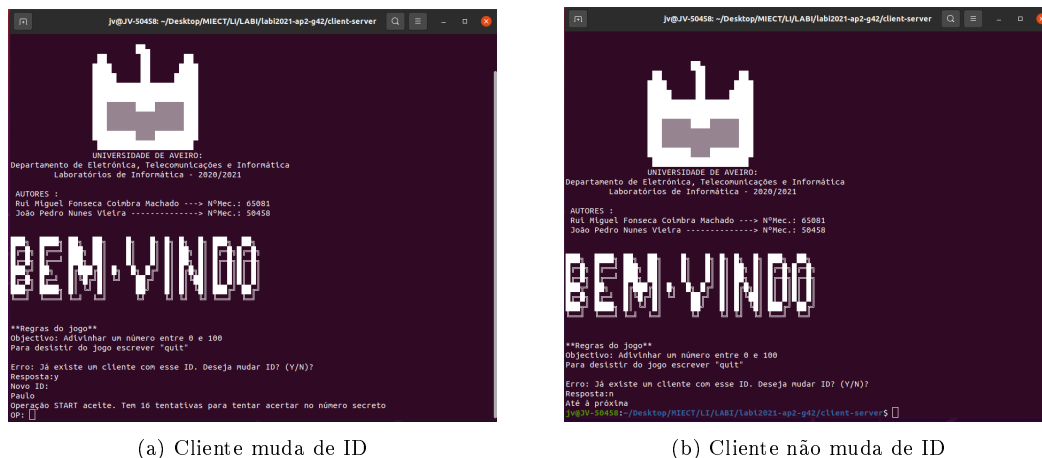 jv@JV-50458: ~/Desktop/MIECT/LI/LABI/labi2021-ap2-g42/client-server
UNIVERSIDADE DE AVEIRO:
Departamento de Eletrónica, Telecomunicações e Informática
Laboratórios de Informática - 2020/2021
AUTORES :
Rui Miguel Fonseca Coimbra Machado ---> NºMec.: 65081
João Pedro Nunes Vieira --------------> NºMec.: 50458
BEM-VINDO
**Regras do jogo**
Objectivo: Adivinhar um número entre 0 e 100
Para desistir do jogo escrever "quit"
Erro: Já existe um cliente com esse ID. Deseja mudar ID? (Y/N)?
Resposta:y
Novo ID:
Paulo
Operação START aceite. Tem 16 tentativas para tentar acertar no número secreto
OP:
(a) Cliente muda de ID
jv@JV-50458: ~/Desktop/MIECT/LI/LABI/labi2021-ap2-g42/client-server
UNIVERSIDADE DE AVEIRO:
Departamento de Eletrónica, Telecomunicações e Informática
Laboratórios de Informática - 2020/2021
AUTORES :
Rui Miguel Fonseca Coimbra Machado ---> NºMec.: 65081
João Pedro Nunes Vieira --------------> NºMec.: 50458
BEM-VINDO
**Regras do jogo**
Objectivo: Adivinhar um número entre 0 e 100
Para desistir do jogo escrever "quit"
Erro: Já existe um cliente com esse ID. Deseja mudar ID? (Y/N)?
Resposta:n
Até à próxima
jv@JV-50458:~/Desktop/MIECT/LI/LABI/labi2021-ap2-g42/client-server$
(b) Cliente não muda de ID